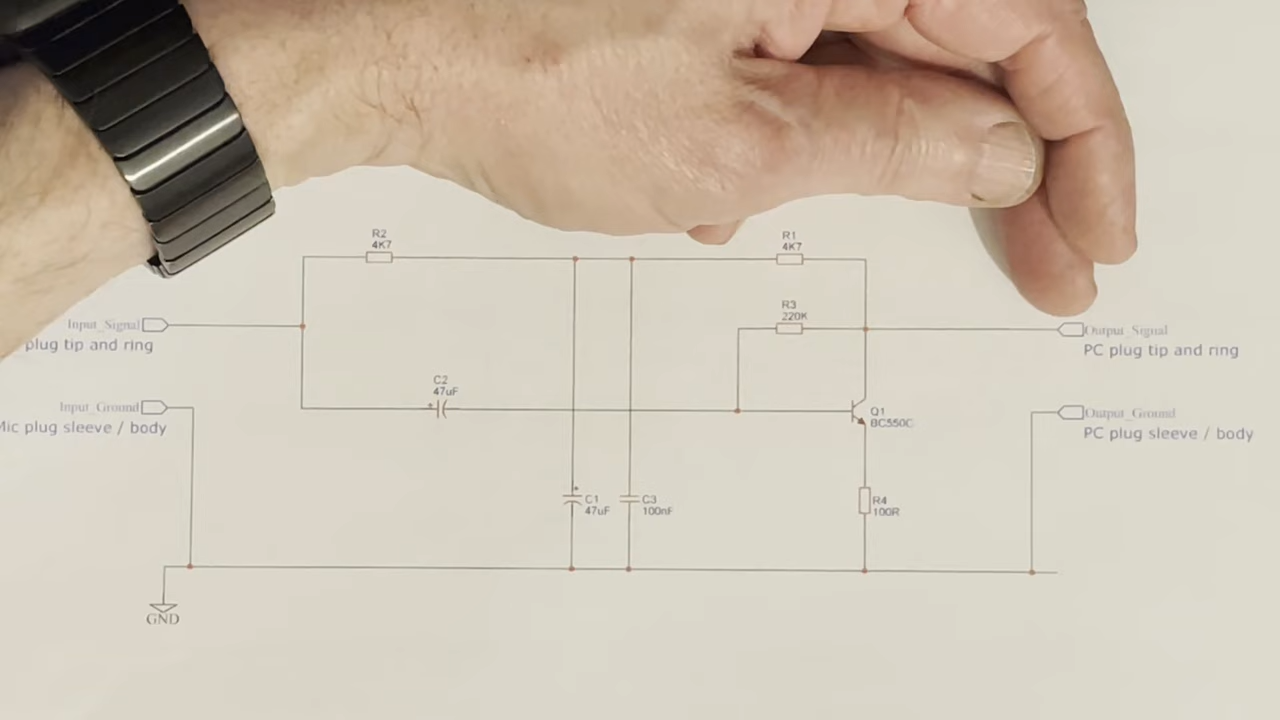 R2
4K7
R1
4K7
R3
220K
Input_Signal
plug tip and ring
Output_Signal
PC plug tip and ring
C2
47uF
Input_Ground
Mic plug sleeve / body
Q1
BC550C
Output_Ground
PC plug sleeve / body
C1
47uF
C3
100nF
R4
100R
GND